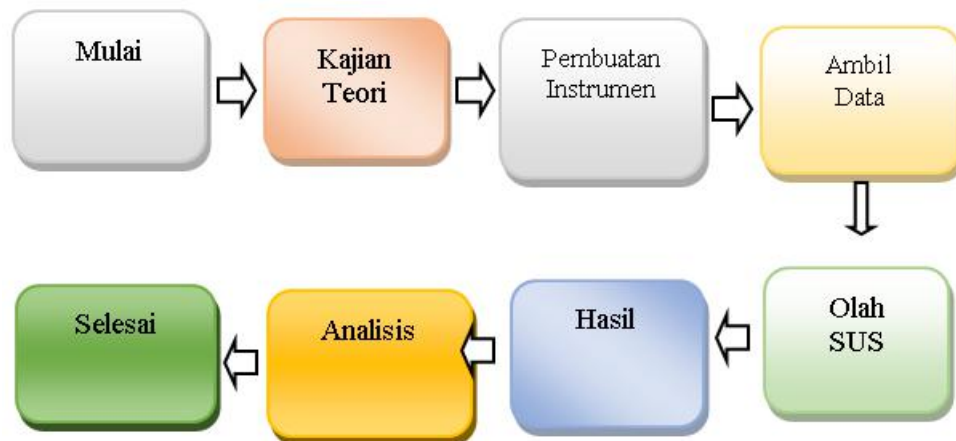 Mulai
Kajian
Teori
Pembuatan
Instrumen
Ambil
Data
Olah
SUS
Hasil
Analisis
Selesai